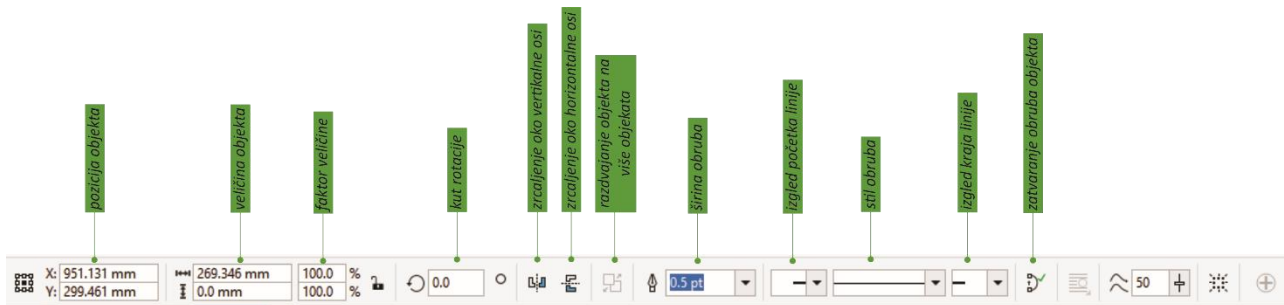 pozicija objekta
veličina objekta
faktor veličine
kut rotacije
zrcaljenje oko vertikalne osi
zrcaljenje oko horizontalne osi
razdvajanje objekta na
više objekata
širina obruba
izgled početka linije
stil obruba
izgled kraja linije
zatvaranje obruba objekta
X: 951.131 mm 269.346 mm 100.0 % 0.0 ° 0.5 pt 50
Y: 299.461 mm 0.0 mm 100.0 %